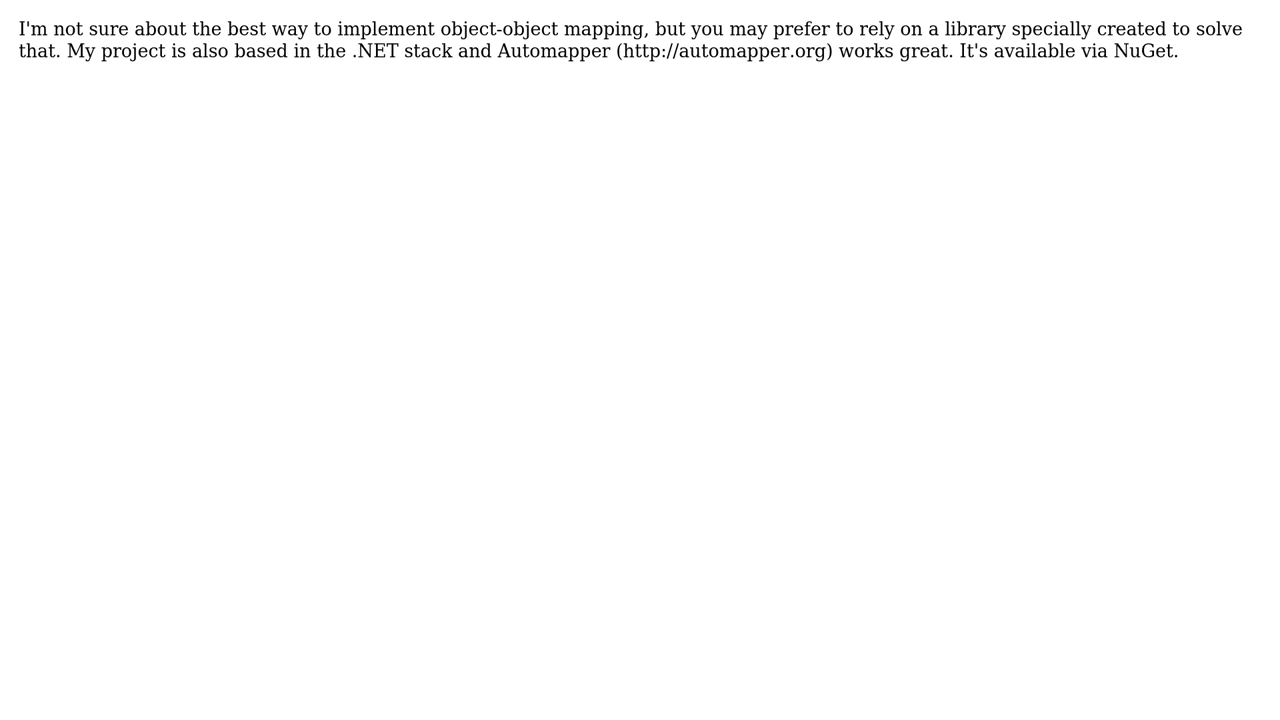 I'm not sure about the best way to implement object-object mapping, but you may prefer to rely on a library specially created to solve
that. My project is also based in the .NET stack and Automapper (http://automapper.org) works great. It's available via NuGet.